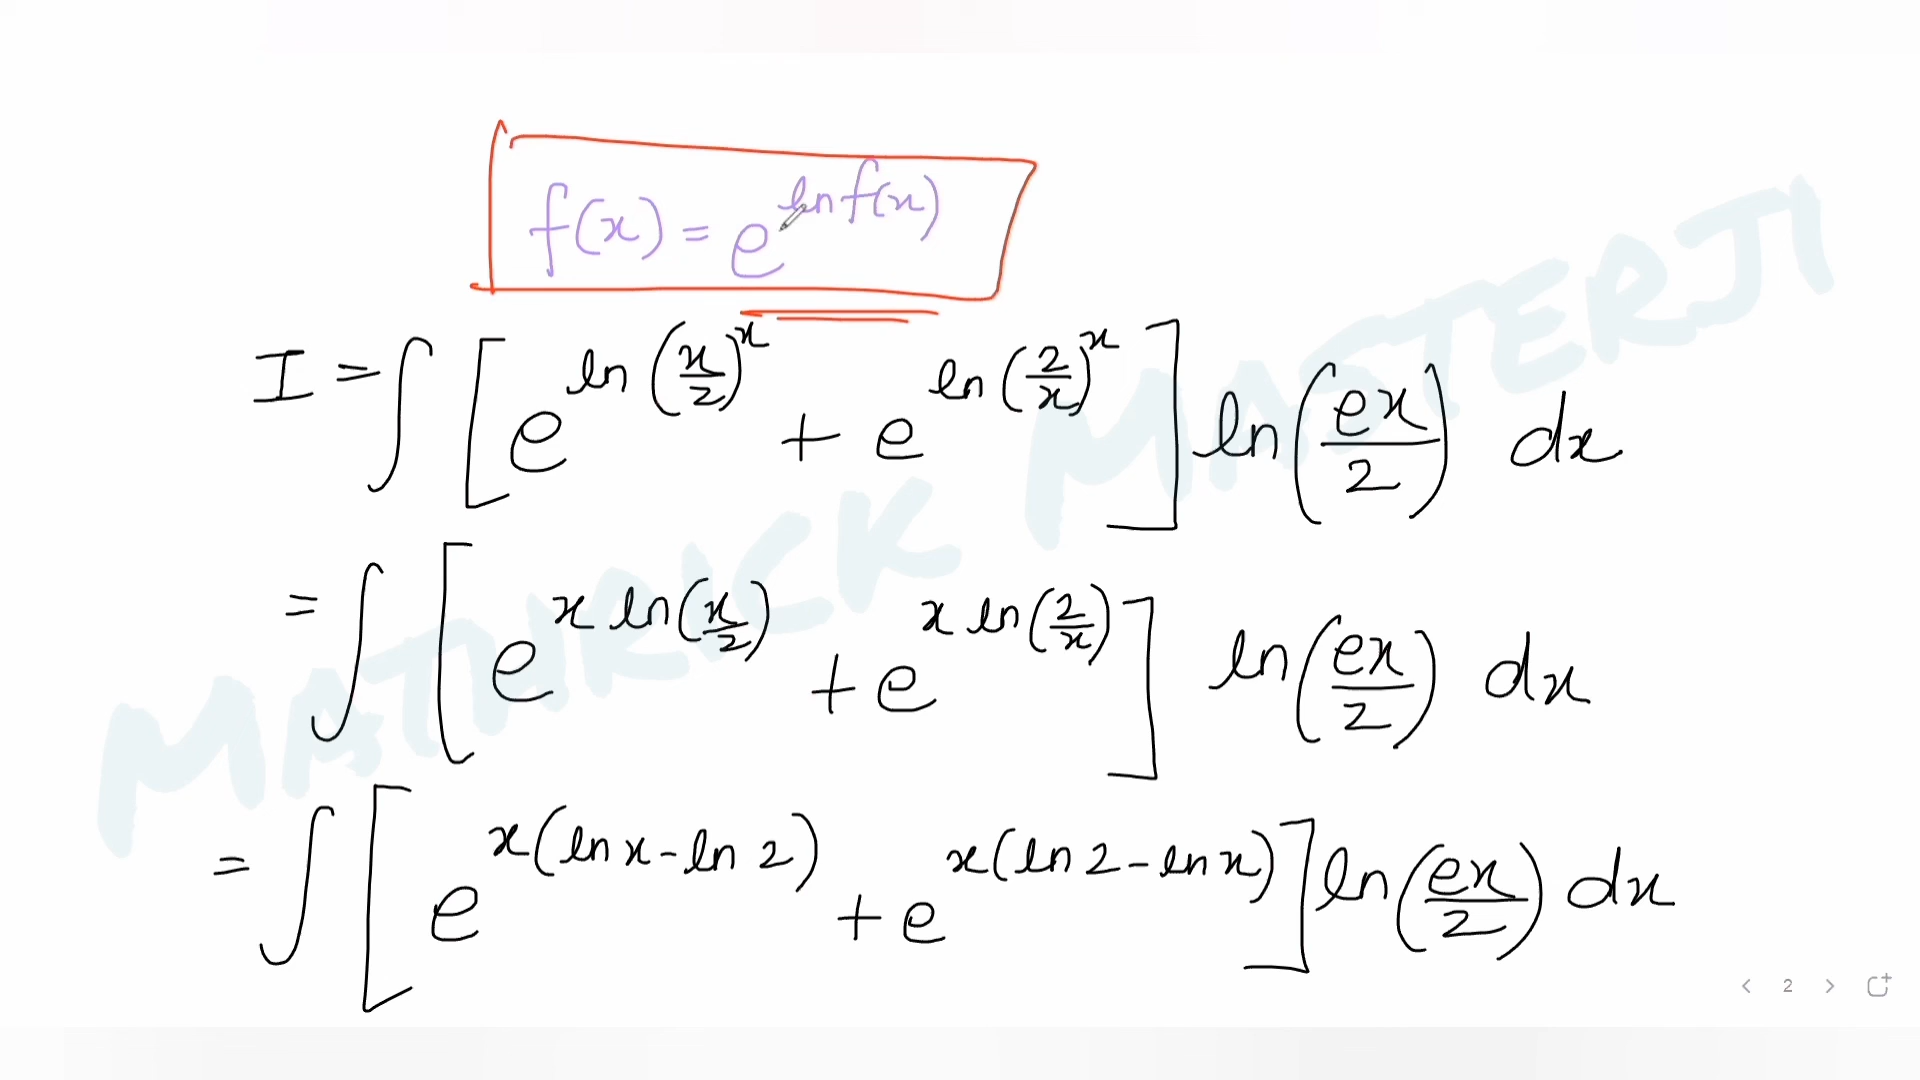 f(x) = e^{ln f(x)}
I = ∫ [ e^{ln (x/2)^x} + e^{ln (2/x)^x} ] ln (ex/2) dx
= ∫ [ e^{x ln (x/2)} + e^{x ln (2/x)} ] ln (ex/2) dx
= ∫ [ e^{x(ln x - ln 2)} + e^{x(ln 2 - ln x)} ] ln (ex/2) dx
MATHRICK MASTERJI
< 2 >